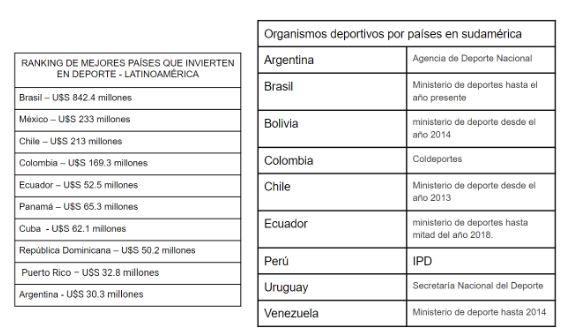 RANKING DE MEJORES PAÍSES QUE INVIERTEN
EN DEPORTE - LATINOAMÉRICA
Brasil – U$S 842.4 millones
México – U$S 233 millones
Chile – U$S 213 millones
Colombia – U$S 169.3 millones
Ecuador – U$S 52.5 millones
Panamá – U$S 65.3 millones
Cuba - U$S 62.1 millones
República Dominicana – U$S 50.2 millones
Puerto Rico – U$S 32.8 millones
Argentina - U$S 30.3 millones
Organismos deportivos por países en sudamérica
Argentina
Agencia de Deporte Nacional
Brasil
Ministerio de deportes hasta el
año presente
Bolivia
ministerio de deporte desde el
año 2014
Colombia
Coldeportes
Chile
Ministerio de deporte desde el
año 2013
Ecuador
ministerio de deportes hasta
mitad del año 2018.
Perú
IPD
Uruguay
Secretaría Nacional del Deporte
Venezuela
Ministerio de deporte hasta 2014